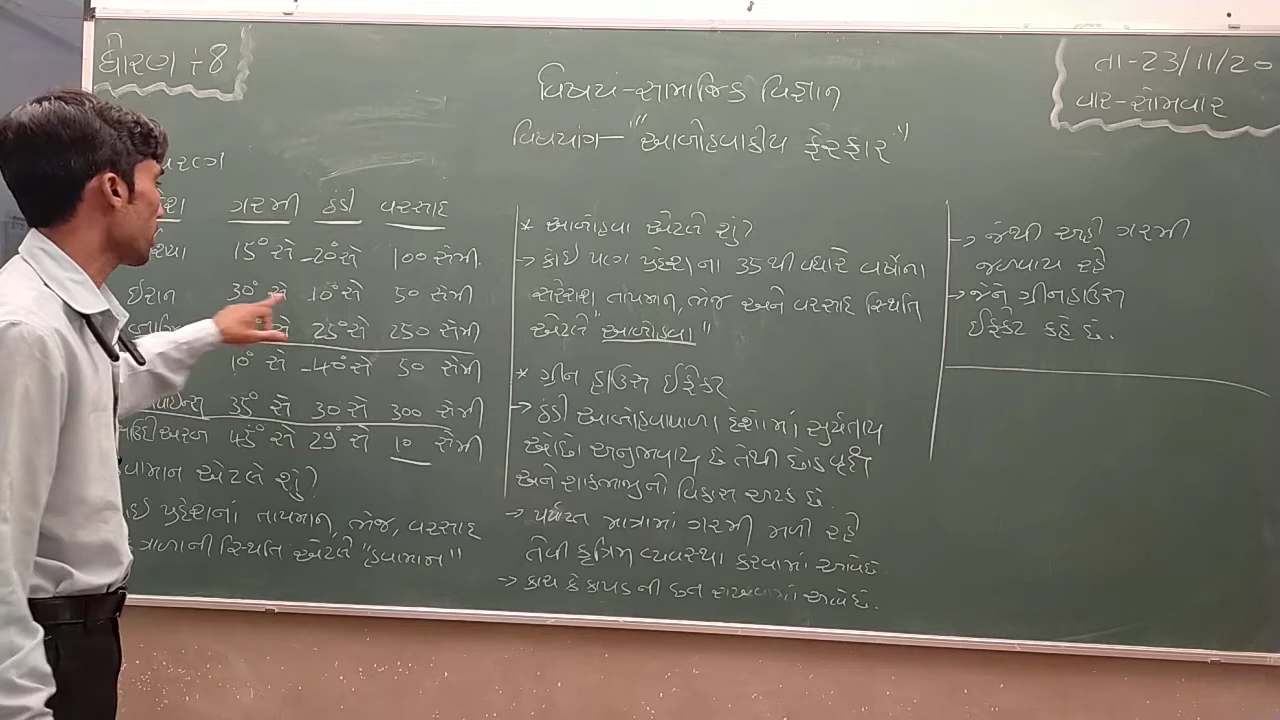 ધોરણ ÷ 8
તા-23/11/20
વાર-સોમવાર
વિષય-સામાજિક વિજ્ઞાન
વિષયાંગ-"આબોહવાકીય ફેરફાર"
ગરમી ઠંડી વરસાદ
15° સે -20° સે 100 સેમી.
ઈરાન 30° સે 10° સે 50 સેમી
સે 25° સે 250 સેમી
10° સે -40° સે 50 સેમી
35° સે 30° સે 300 સેમી
અરબ 45° સે 29° સે 10 સેમી
એટલે શું?
પ્રદેશનાં તાપમાન, ભેજ, વરસાદ
સ્થિતિ એટલે "હવામાન"
* આબોહવા એટલે શું?
→ કોઈ પણ પ્રદેશના 35 થી વધારે વર્ષોના
સરેરાશ તાપમાન, ભેજ અને વરસાદ સ્થિતિ
એટલે "આબોહવા"
* ગ્રીન હાઉસ ઈફેક્ટ
→ ઠંડી આબોહવાવાળા દેશોમાં સુર્યતાપ
ઓછો અનુભવાય છે તેથી છોડ વૃદ્ધિ
અને શાકભાજીનો વિકાસ અટકે છે.
→ પર્યાપ્ત માત્રામાં ગરમી મળી રહે
તેવી કૃત્રિમ વ્યવસ્થા કરવામાં આવેછે
→ કાચ કે કાપડ ની છત રાખવામાં આવે છે.
→ જેથી અહીં ગરમી
જળવાય રહે
→ જેને ગ્રીનહાઉસ
ઈફેક્ટ કહે છે.